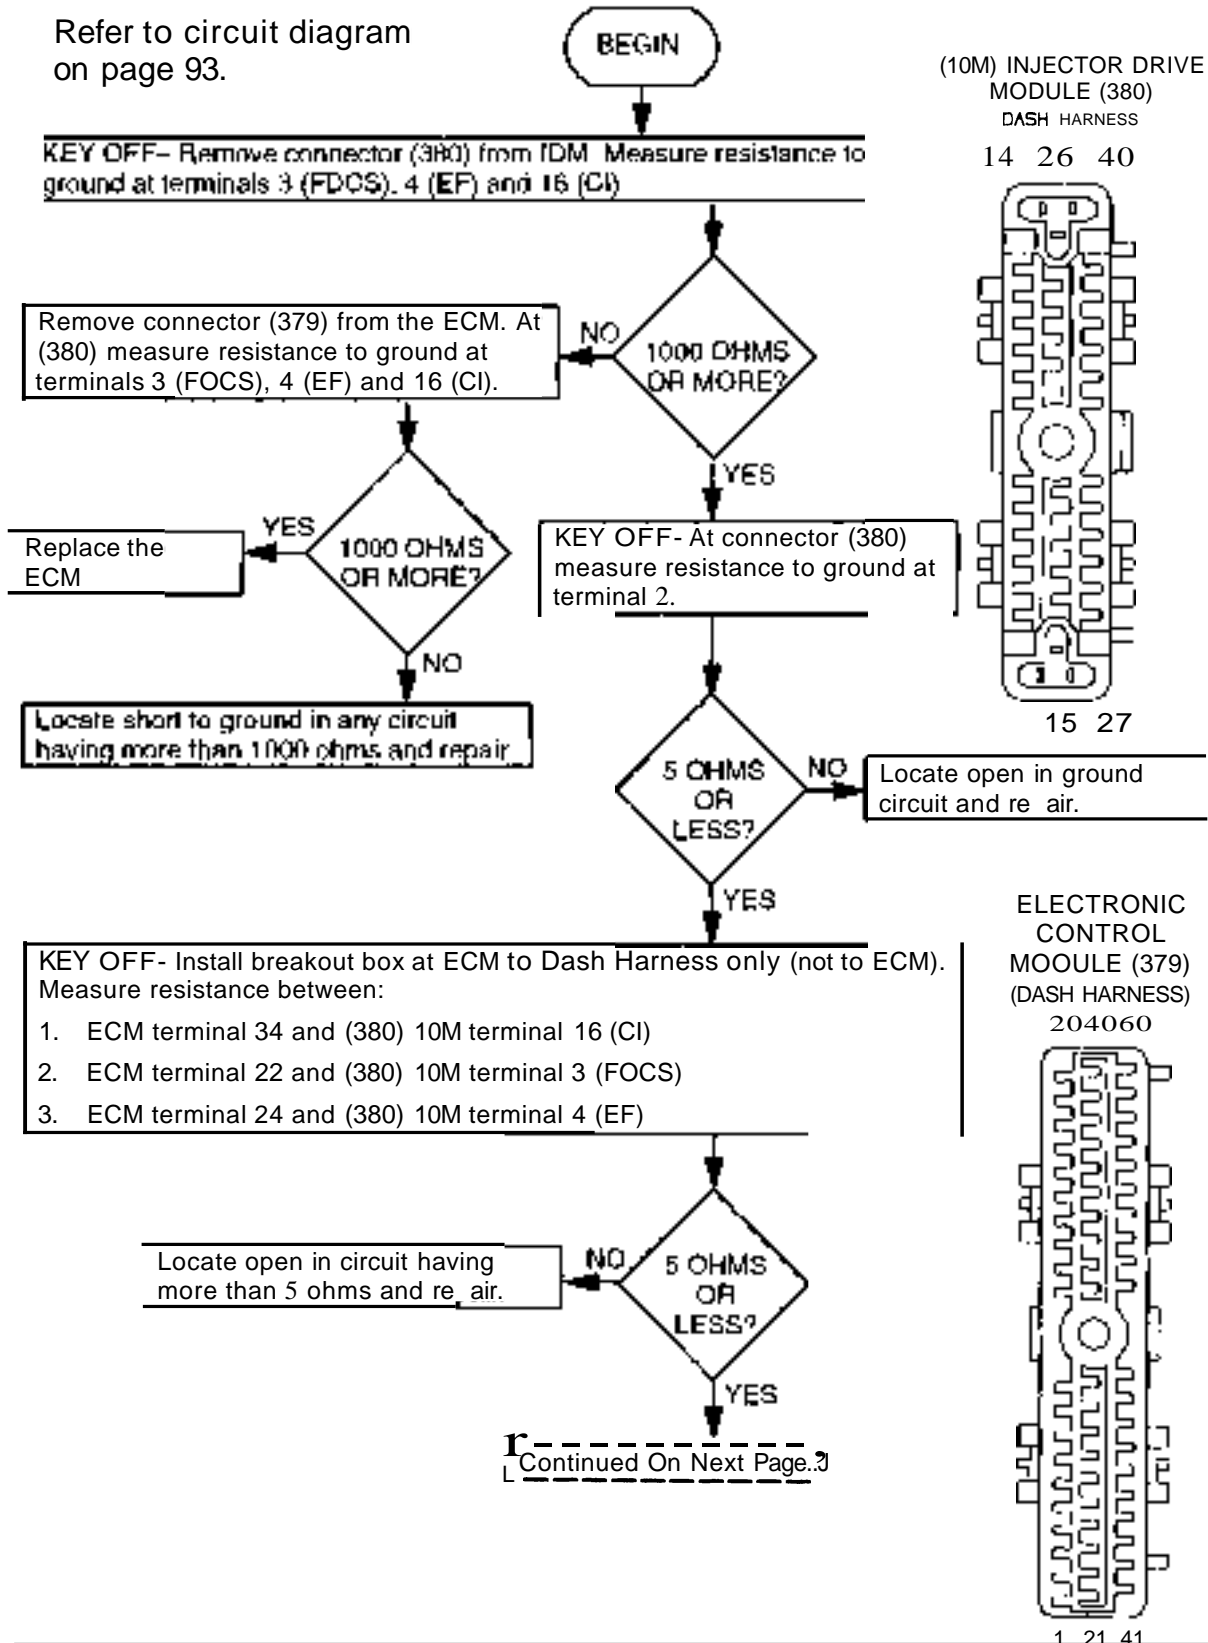 Refer to circuit diagram
on page 93.
BEGIN
(10M) INJECTOR DRIVE
MODULE (380)
DASH HARNESS
14 26 40
KEY OFF– Remove connector (380) from IDM. Measure resistance to
ground at terminals 3 (FDCS), 4 (EF) and 16 (CI)
Remove connector (379) from the ECM. At
(380) measure resistance to ground at
terminals 3 (FOCS), 4 (EF) and 16 (CI).
NO
1000 OHMS
OR MORE?
YES
Replace the
ECM
YES
1000 OHMS
OR MORE?
NO
KEY OFF- At connector (380)
measure resistance to ground at
terminal 2.
Locate short to ground in any circuit
having more than 1000 ohms and repair
15 27
5 OHMS
OR
LESS?
NO
Locate open in ground
circuit and re air.
YES
KEY OFF- Install breakout box at ECM to Dash Harness only (not to ECM).
Measure resistance between:
1. ECM terminal 34 and (380) 10M terminal 16 (CI)
2. ECM terminal 22 and (380) 10M terminal 3 (FOCS)
3. ECM terminal 24 and (380) 10M terminal 4 (EF)
ELECTRONIC
CONTROL
MOOULE (379)
(DASH HARNESS)
204060
Locate open in circuit having
more than 5 ohms and re air.
NO
5 OHMS
OR
LESS?
YES
Continued On Next Page..
1 21 41